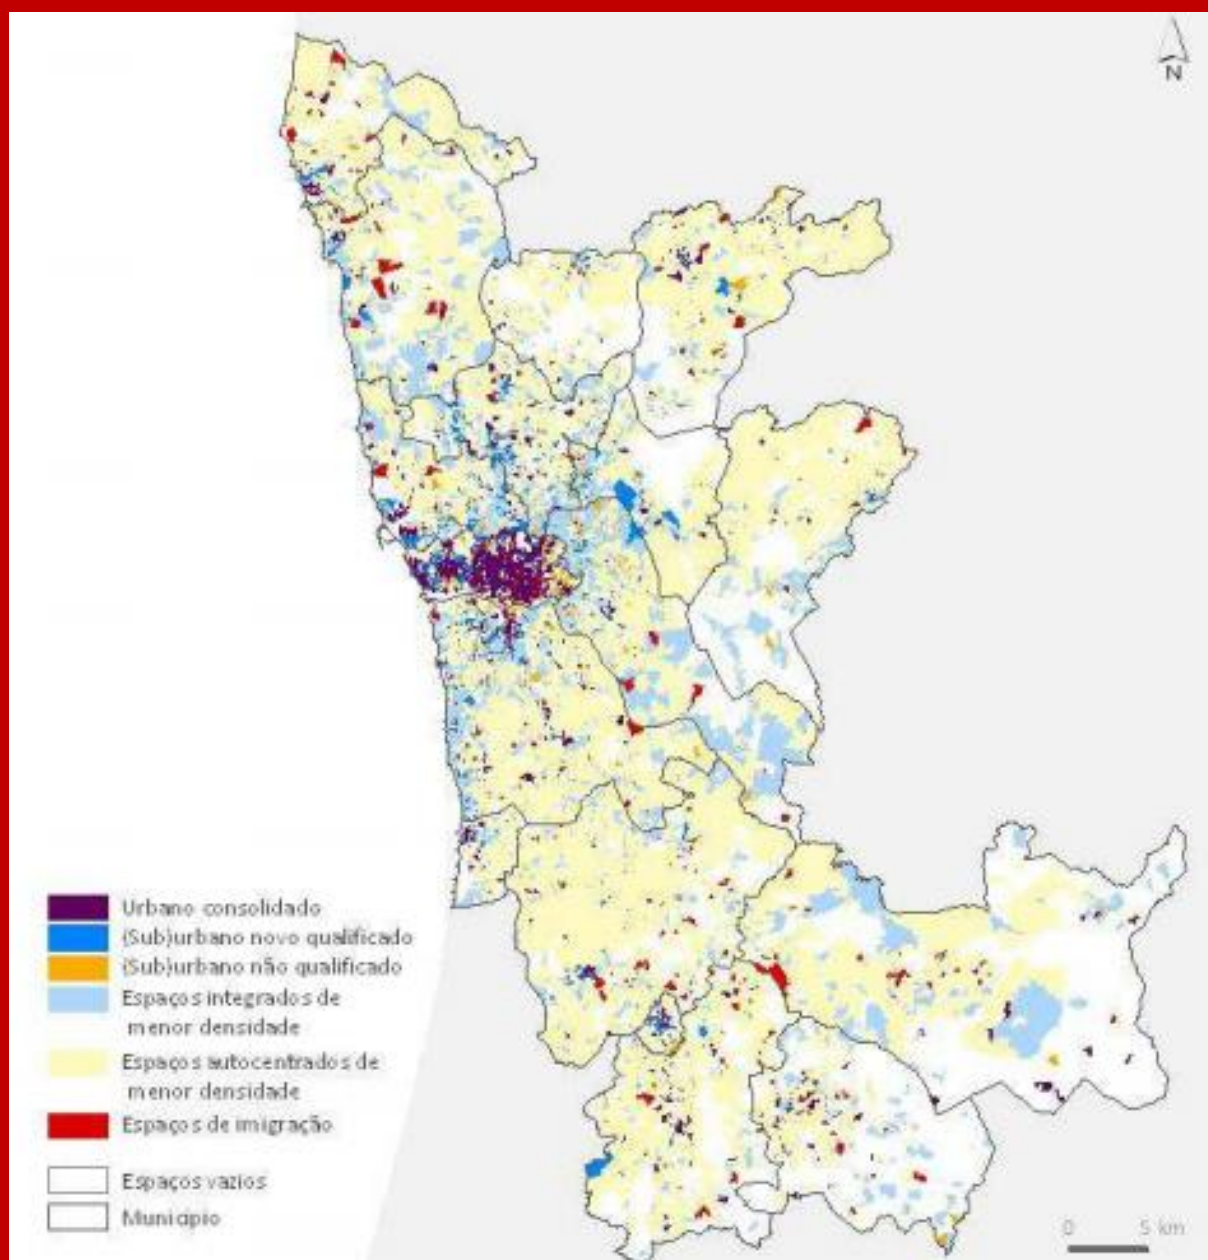 N
Urbano consolidado
(Sub)urbano novo qualificado
(Sub)urbano não qualificado
Espaços integrados de
menor densidade
Espaços autocentrados de
menor densidade
Espaços de imigração
Espaços vazios
Município
0 5 km